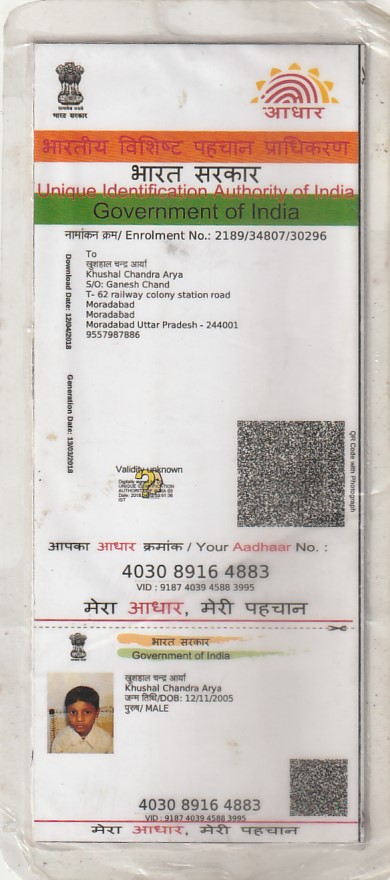 भारत सरकार
आधार
भारतीय विशिष्ट पहचान प्राधिकरण
भारत सरकार
Unique Identification Authority of India
Government of India
नामांकन क्रम/ Enrolment No.: 2189/34807/30296
Download Date: 12/04/2018
To
खुशहाल चन्द्र आर्या
Khushal Chandra Arya
S/O: Ganesh Chand
T- 62 railway colony station road
Moradabad
Moradabad
Moradabad Uttar Pradesh - 244001
9557987886
Generation Date: 13/03/2018
Validity unknown
QR Code with Photograph
आपका आधार क्रमांक / Your Aadhaar No. :
4030 8916 4883
VID : 9187 4039 4588 3995
मेरा आधार, मेरी पहचान
भारत सरकार
Government of India
खुशहाल चन्द्र आर्या
Khushal Chandra Arya
जन्म तिथि/DOB: 12/11/2005
पुरुष/ MALE
4030 8916 4883
VID : 9187 4039 4588 3995
मेरा आधार, मेरी पहचान